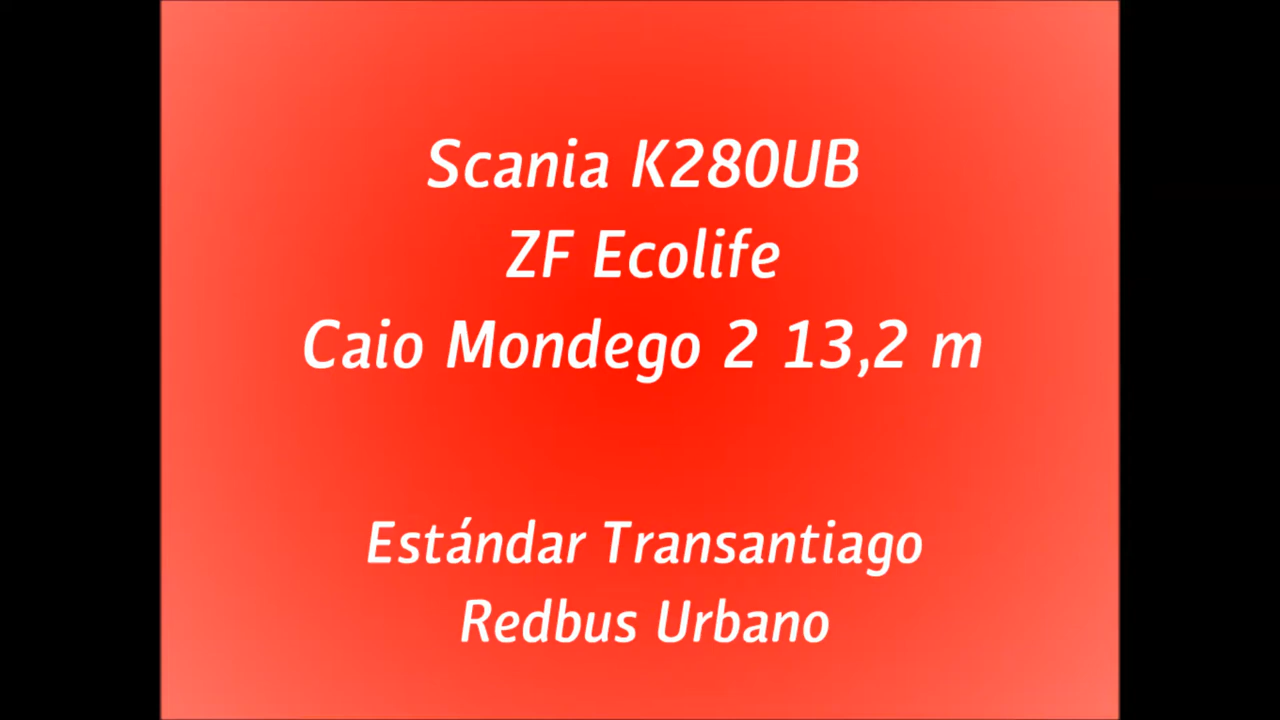 Scania K280UB
ZF Ecolife
Caio Mondego 2 13,2 m
Estándar Transantiago
Redbus Urbano